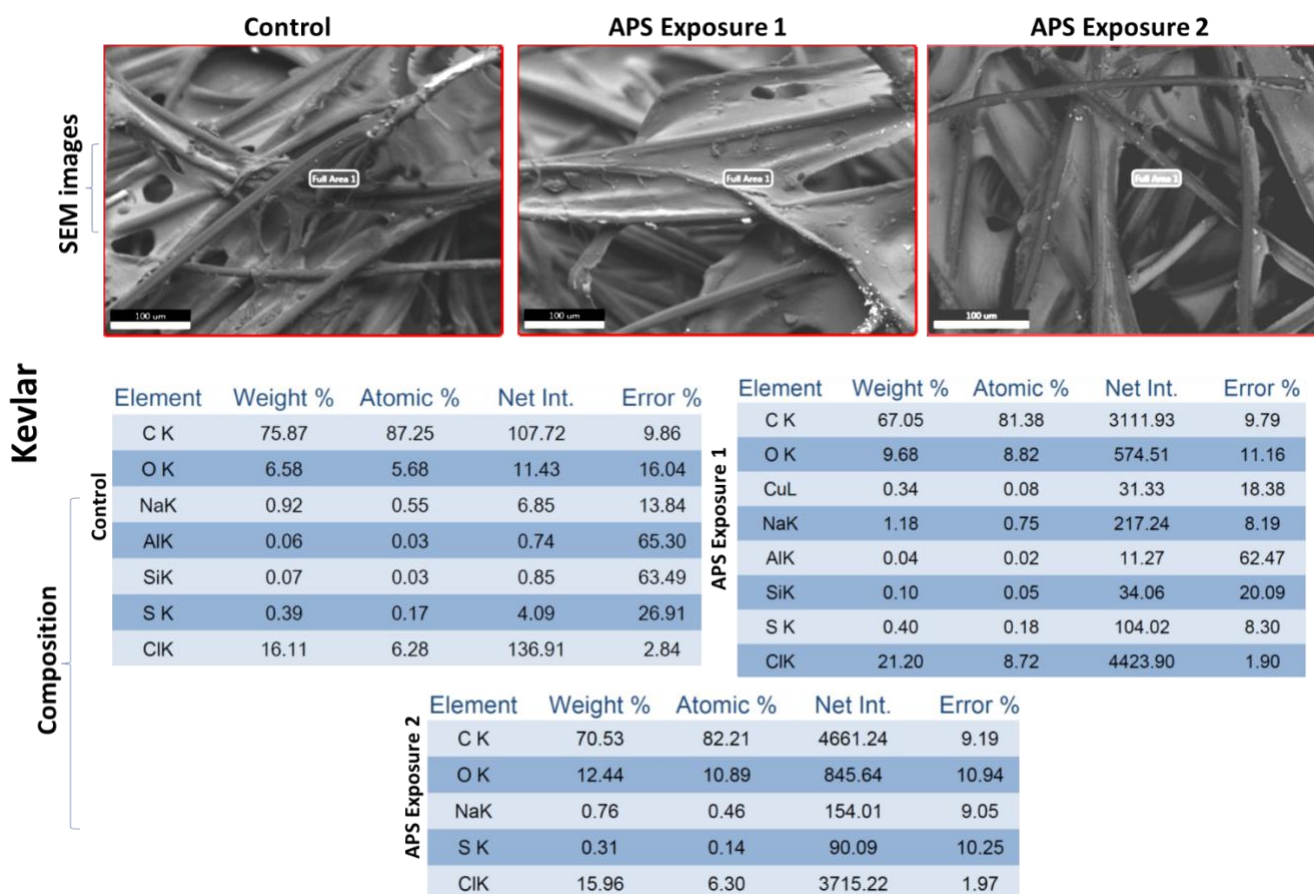 Control
APS Exposure 1
APS Exposure 2
SEM images
Full Area 1
Full Area 1
Full Area 1
100 um
100 um
100 um
Kevlar
Composition
Control
Element Weight % Atomic % Net Int. Error %
C K 75.87 87.25 107.72 9.86
O K 6.58 5.68 11.43 16.04
NaK 0.92 0.55 6.85 13.84
AlK 0.06 0.03 0.74 65.30
SiK 0.07 0.03 0.85 63.49
S K 0.39 0.17 4.09 26.91
ClK 16.11 6.28 136.91 2.84
APS Exposure 1
Element Weight % Atomic % Net Int. Error %
C K 67.05 81.38 3111.93 9.79
O K 9.68 8.82 574.51 11.16
CuL 0.34 0.08 31.33 18.38
NaK 1.18 0.75 217.24 8.19
AlK 0.04 0.02 11.27 62.47
SiK 0.10 0.05 34.06 20.09
S K 0.40 0.18 104.02 8.30
ClK 21.20 8.72 4423.90 1.90
APS Exposure 2
Element Weight % Atomic % Net Int. Error %
C K 70.53 82.21 4661.24 9.19
O K 12.44 10.89 845.64 10.94
NaK 0.76 0.46 154.01 9.05
S K 0.31 0.14 90.09 10.25
ClK 15.96 6.30 3715.22 1.97